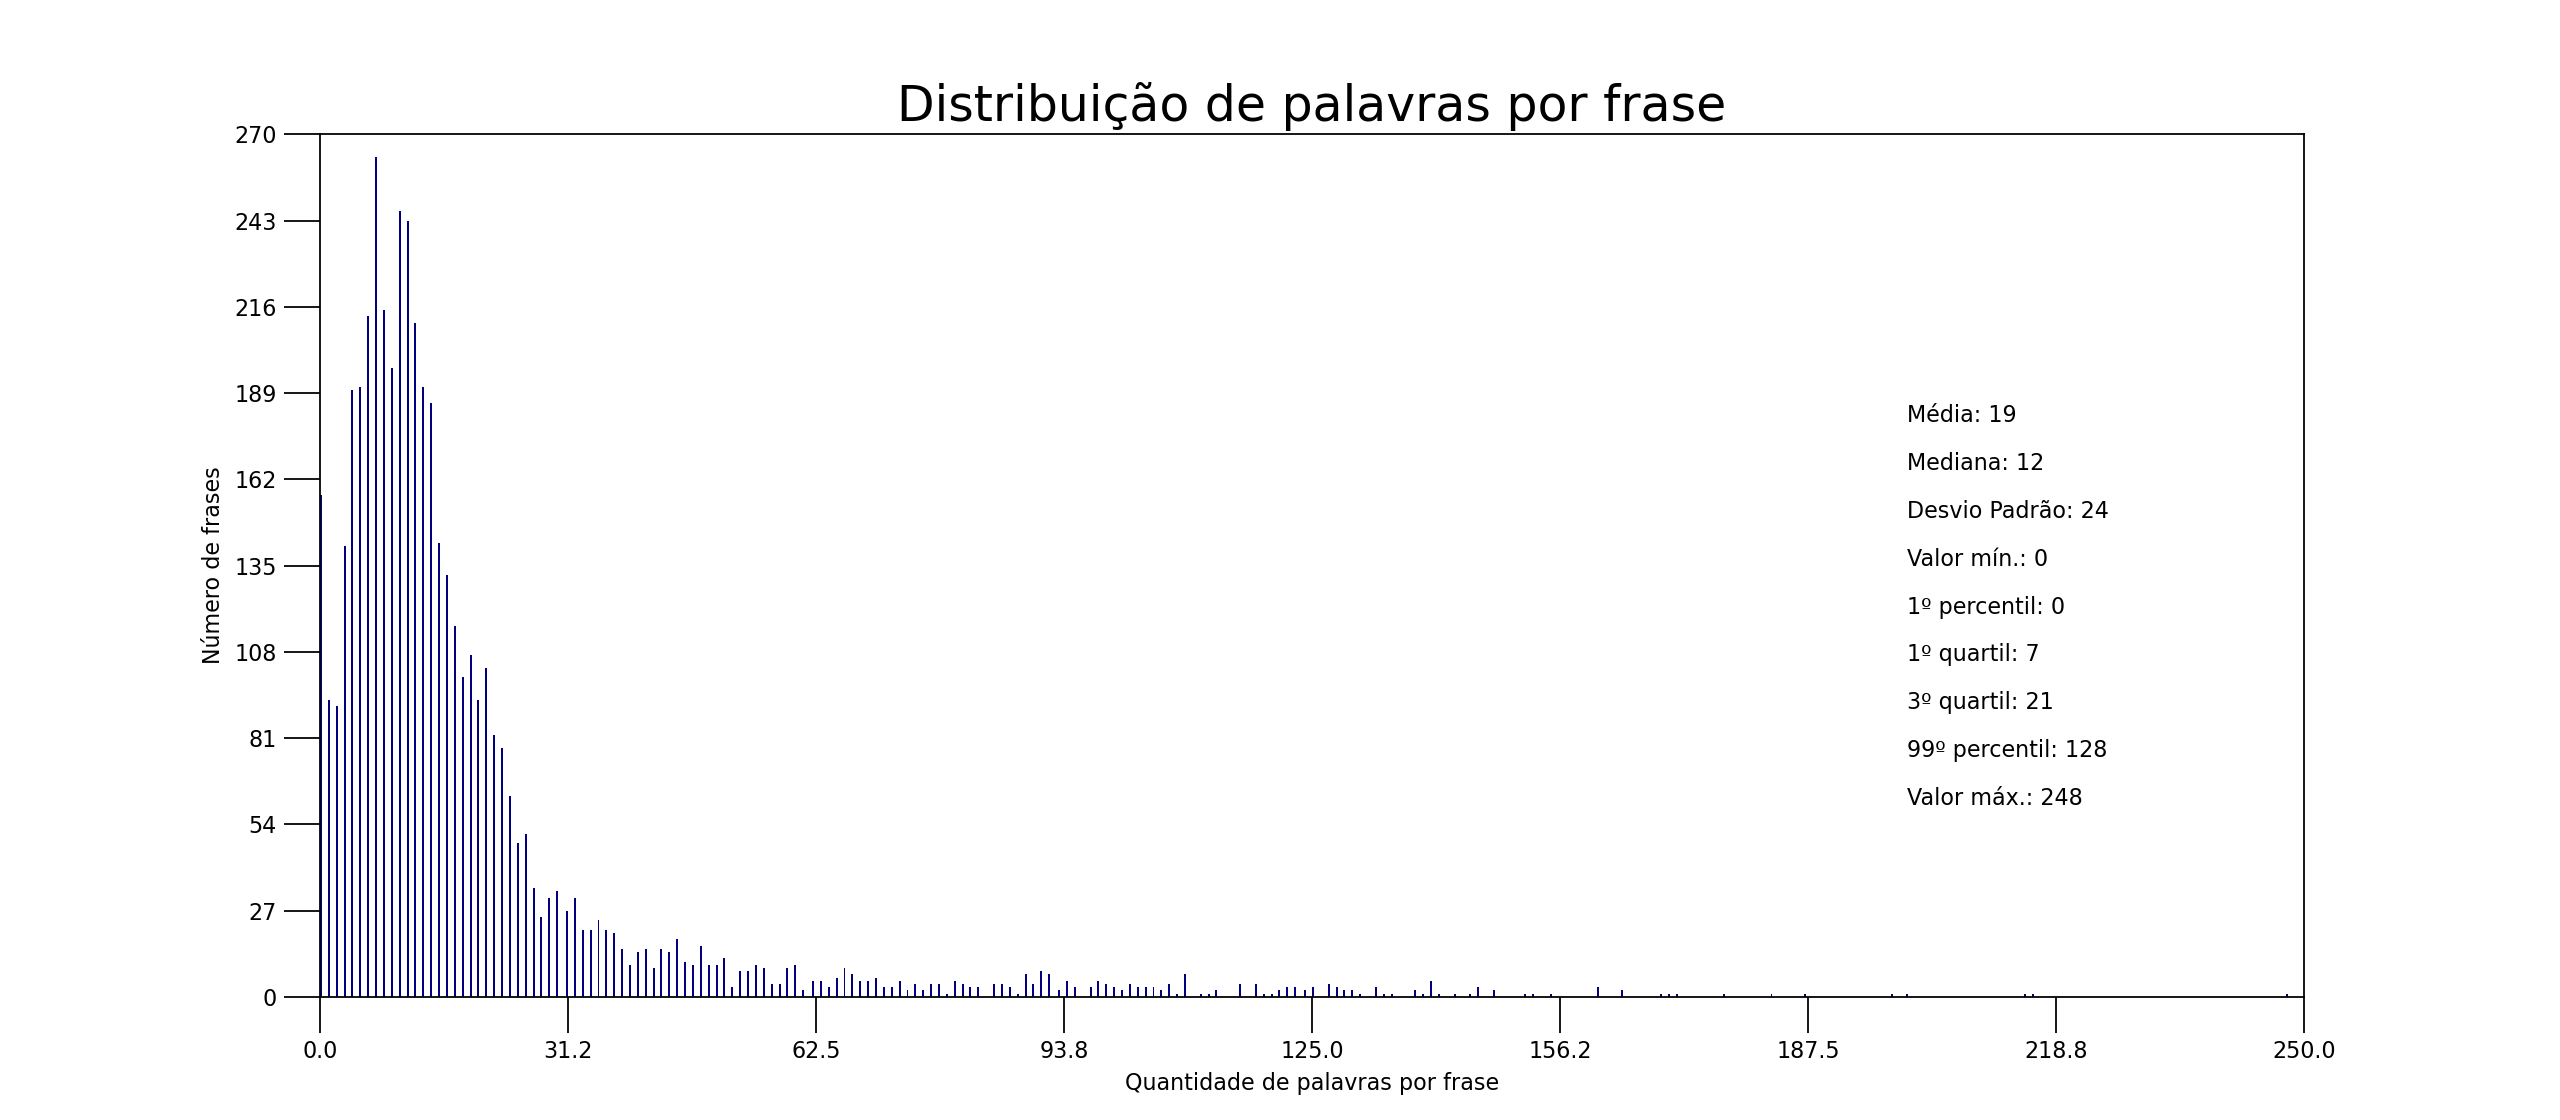 Distribuição de palavras por frase
270
243
216
189
162
135
108
81
54
27
0
Número de frases
Média: 19
Mediana: 12
Desvio Padrão: 24
Valor mín.: 0
1º percentil: 0
1º quartil: 7
3º quartil: 21
99º percentil: 128
Valor máx.: 248
0.0 31.2 62.5 93.8 125.0 156.2 187.5 218.8 250.0
Quantidade de palavras por frase